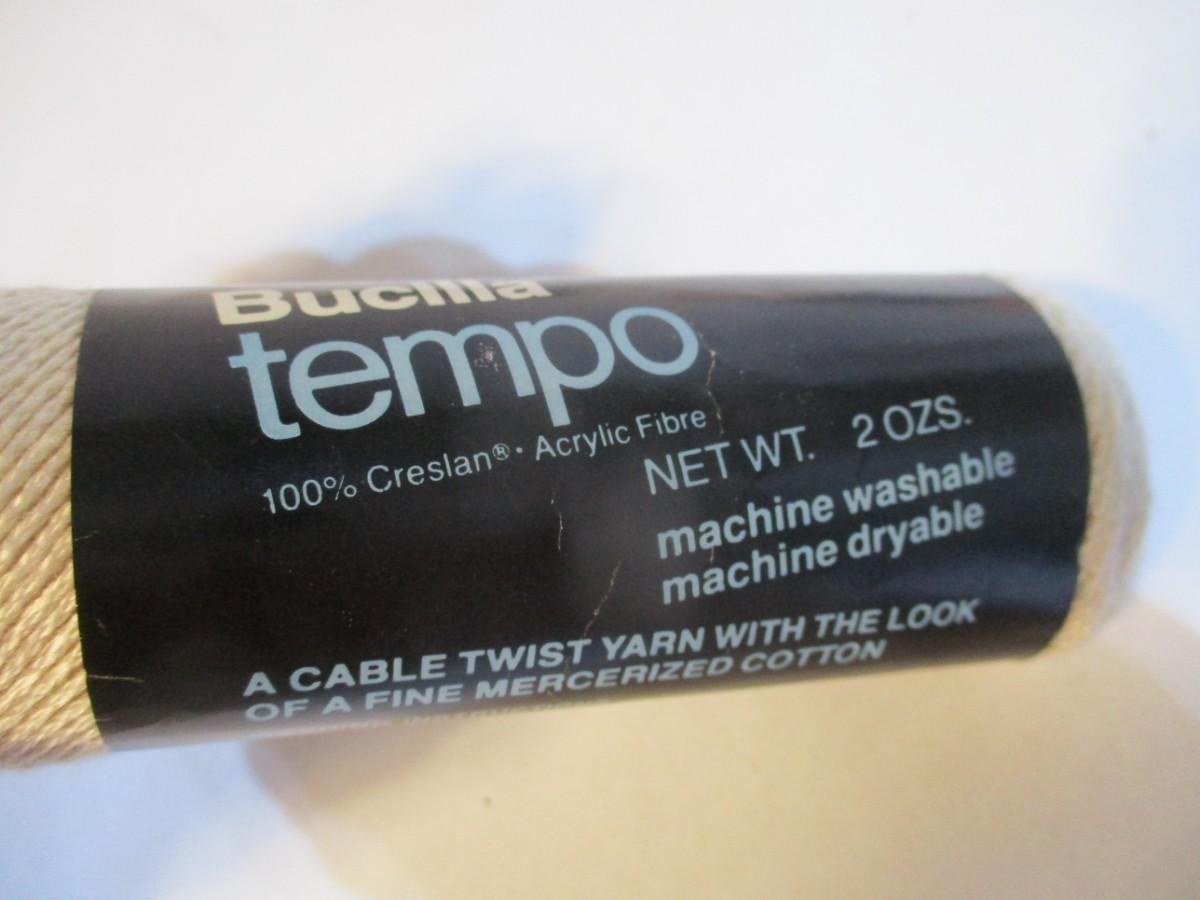 Bucilla
tempo
100% Creslan®· Acrylic Fibre
NET WT. 2 OZS.
machine washable
machine dryable
A CABLE TWIST YARN WITH THE LOOK
OF A FINE MERCERIZED COTTON